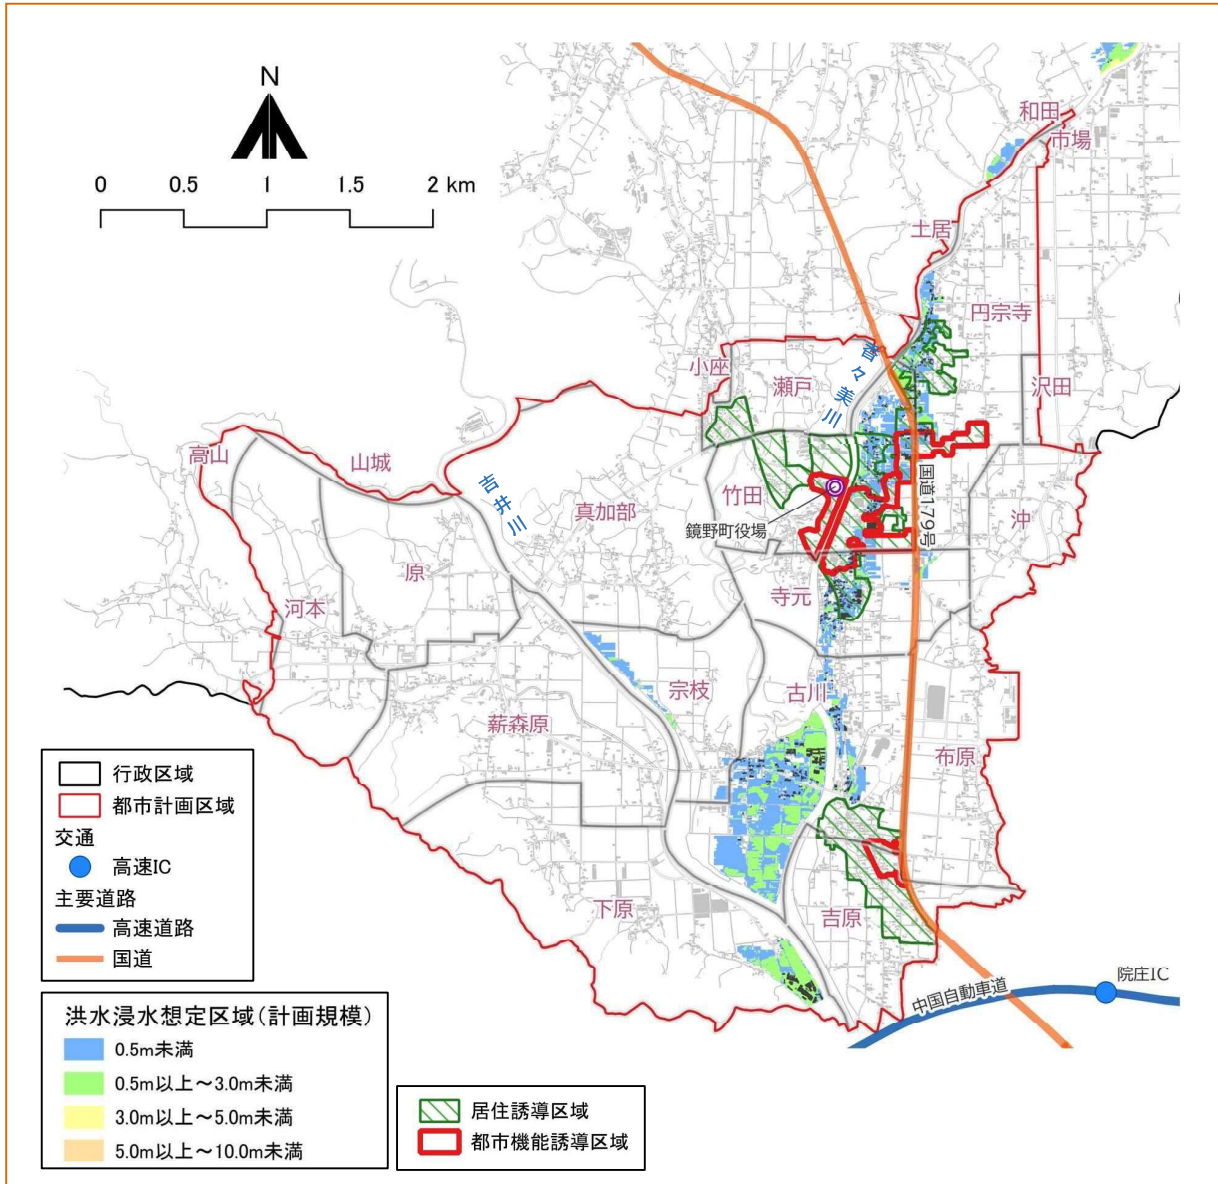 N
0 0.5 1 1.5 2 km
和田
市場
土居
円宗寺
小座
瀬戸
香々美川
沢田
高山
山城
吉井川
真加部
竹田
鏡野町役場
国道179号
沖
原
河本
寺元
宗枝
古川
薪森原
布原
下原
吉原
院庄IC
中国自動車道
行政区域
都市計画区域
交通
高速IC
主要道路
高速道路
国道
洪水浸水想定区域(計画規模)
0.5m未満
0.5m以上～3.0m未満
3.0m以上～5.0m未満
5.0m以上～10.0m未満
居住誘導区域
都市機能誘導区域